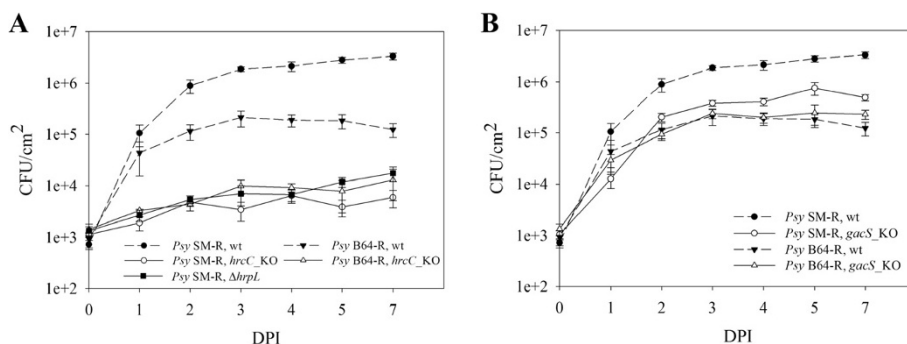 A
1e+7
1e+6
1e+5
1e+4
1e+3
1e+2
CFU/cm2
0 1 2 3 4 5 7
DPI
Psy SM-R, wt
Psy B64-R, wt
Psy SM-R, hrcC_KO
Psy B64-R, hrcC_KO
Psy SM-R, ΔhrpL
B
1e+7
1e+6
1e+5
1e+4
1e+3
1e+2
CFU/cm2
0 1 2 3 4 5 7
DPI
Psy SM-R, wt
Psy SM-R, gacS_KO
Psy B64-R, wt
Psy B64-R, gacS_KO